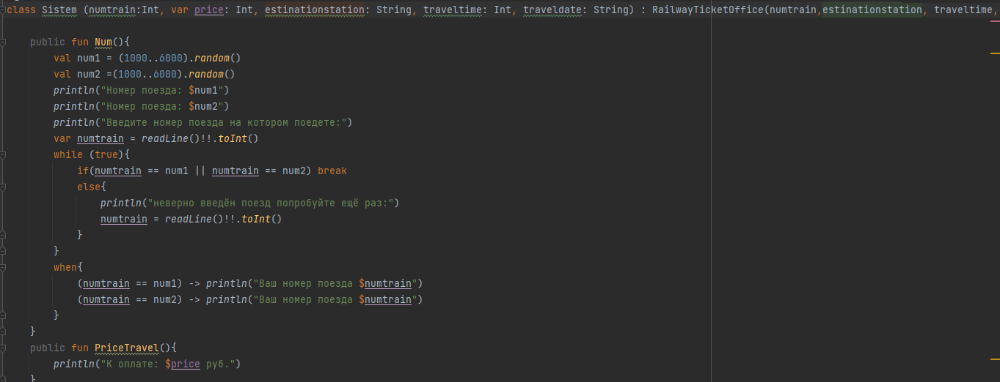 class Sistem (numtrain:Int, var price: Int, estinationstation: String, traveltime: Int, traveldate: String) : RailwayTicketOffice(numtrain,estinationstation, traveltime,
public fun Num(){
val num1 = (1000..6000).random()
val num2 =(1000..6000).random()
println("Номер поезда: $num1")
println("Номер поезда: $num2")
println("Введите номер поезда на котором поедете:")
var numtrain = readLine()!!.toInt()
while (true){
if(numtrain == num1 || numtrain == num2) break
else{
println("неверно введён поезд попробуйте ещё раз:")
numtrain = readLine()!!.toInt()
}
}
when{
(numtrain == num1) -> println("Ваш номер поезда $numtrain")
(numtrain == num2) -> println("Ваш номер поезда $numtrain")
}
}
public fun PriceTravel(){
println("К оплате: $price руб.")
}